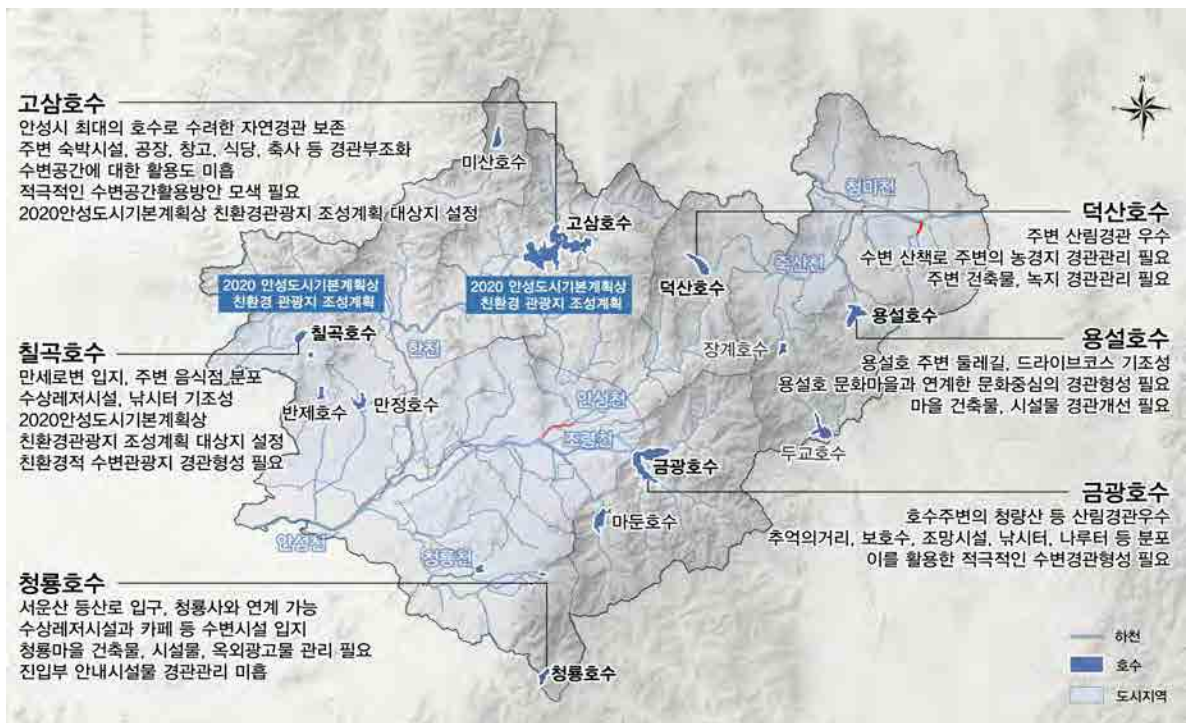 고삼호수
안성시 최대의 호수로 수려한 자연경관 보존
주변 숙박시설, 공장, 창고, 식당, 축사 등 경관부조화
수변공간에 대한 활용도 미흡
적극적인 수변공간활용방안 모색 필요
2020안성도시기본계획상 친환경관광지 조성계획 대상지 설정
미산호수
고삼호수
2020 안성도시기본계획상
친환경 관광지 조성계획
2020 안성도시기본계획상
친환경 관광지 조성계획
N
청미천
죽산천
덕산호수
덕산호수
주변 산림경관 우수
수변 산책로 주변의 농경지 경관관리 필요
주변 건축물, 녹지 경관관리 필요
용설호수
장계호수
용설호수
용설호 주변 둘레길, 드라이브코스 기조성
용설호 문화마을과 연계한 문화중심의 경관형성 필요
마을 건축물, 시설물 경관개선 필요
두교호수
칠곡호수
칠곡호수
만세로변 입지, 주변 음식점 분포
수상레저시설, 낚시터 기조성
2020안성도시기본계획상
친환경관광지 조성계획 대상지 설정
친환경적 수변관광지 경관형성 필요
한천
반제호수
만정호수
안성천
조령천
금광호수
마둔호수
금광호수
호수주변의 청량산 등 산림경관우수
추억의거리, 보호수, 조망시설, 낚시터, 나루터 등 분포
이를 활용한 적극적인 수변경관형성 필요
안성천
청룡천
청룡호수
서운산 등산로 입구, 청룡사와 연계 가능
수상레저시설과 카페 등 수변시설 입지
청룡마을 건축물, 시설물, 옥외광고물 관리 필요
진입부 안내시설물 경관관리 미흡
청룡호수
하천
호수
도시지역